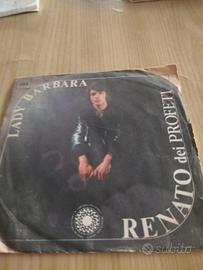 LADY BARBARA
RENATO dei PROFETI
subito